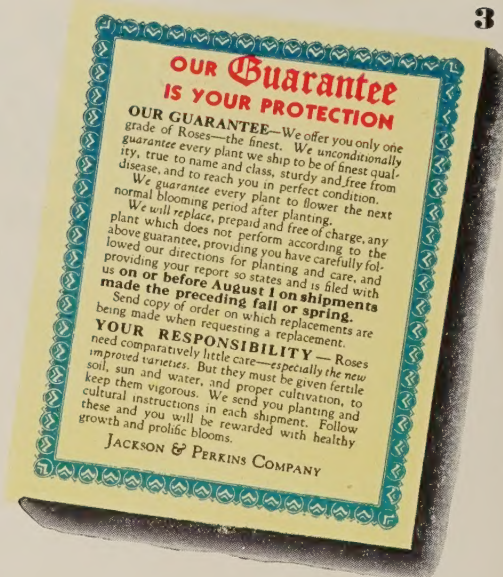 3
OUR Guarantee
IS YOUR PROTECTION
OUR GUARANTEE—We offer you only one
grade of Roses—the finest. We unconditionally
guarantee every plant we ship to be of finest qual-
ity, true to name and class, sturdy and free from
disease, and to reach you in perfect condition.
We guarantee every plant to flower the next
normal blooming period after planting.
We will replace, prepaid and free of charge, any
plant which does not perform according to the
above guarantee, providing you have carefully fol-
lowed our directions for planting and care, and
providing your report so states and is filed with
us on or before August 1 on shipments
made the preceding fall or spring.
Send copy of order on which replacements are
being made when requesting a replacement.
YOUR RESPONSIBILITY—Roses
need comparatively little care—especially the new
improved varieties. But they must be given fertile
soil, sun and water, and proper cultivation, to
keep them vigorous. We send you planting and
cultural instructions in each shipment. Follow
these and you will be rewarded with healthy
growth and prolific blooms.
JACKSON & PERKINS COMPANY